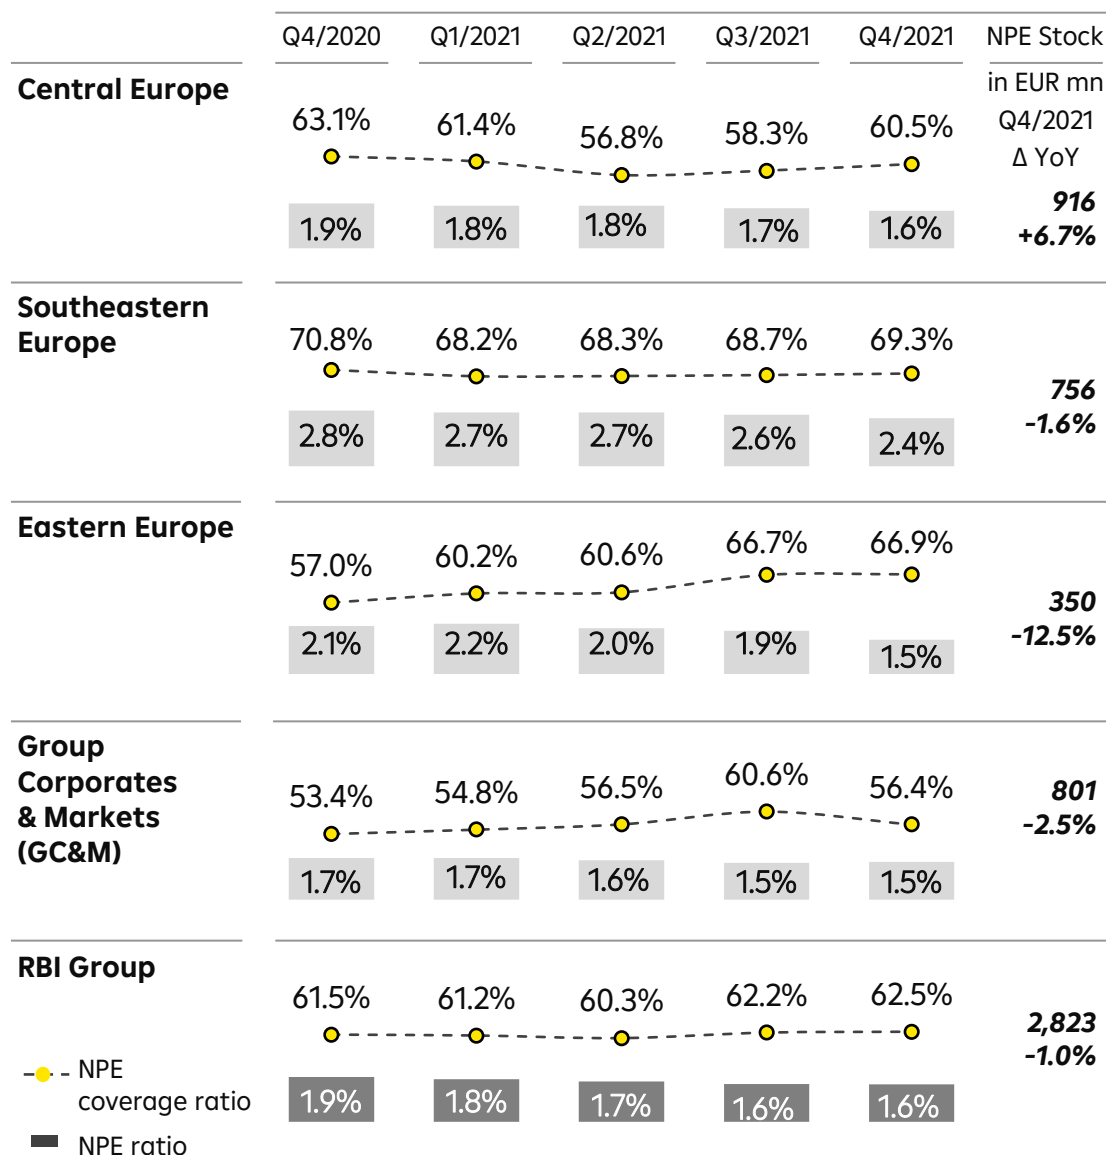 Q4/2020 Q1/2021 Q2/2021 Q3/2021 Q4/2021 NPE Stock
in EUR mn
Q4/2021
Δ YoY
Central Europe
63.1% 61.4% 56.8% 58.3% 60.5%
1.9% 1.8% 1.8% 1.7% 1.6%
916
+6.7%
Southeastern
Europe
70.8% 68.2% 68.3% 68.7% 69.3%
2.8% 2.7% 2.7% 2.6% 2.4%
756
-1.6%
Eastern Europe
57.0% 60.2% 60.6% 66.7% 66.9%
2.1% 2.2% 2.0% 1.9% 1.5%
350
-12.5%
Group
Corporates
& Markets
(GC&M)
53.4% 54.8% 56.5% 60.6% 56.4%
1.7% 1.7% 1.6% 1.5% 1.5%
801
-2.5%
RBI Group
61.5% 61.2% 60.3% 62.2% 62.5%
1.9% 1.8% 1.7% 1.6% 1.6%
2,823
-1.0%
NPE
coverage ratio
NPE ratio